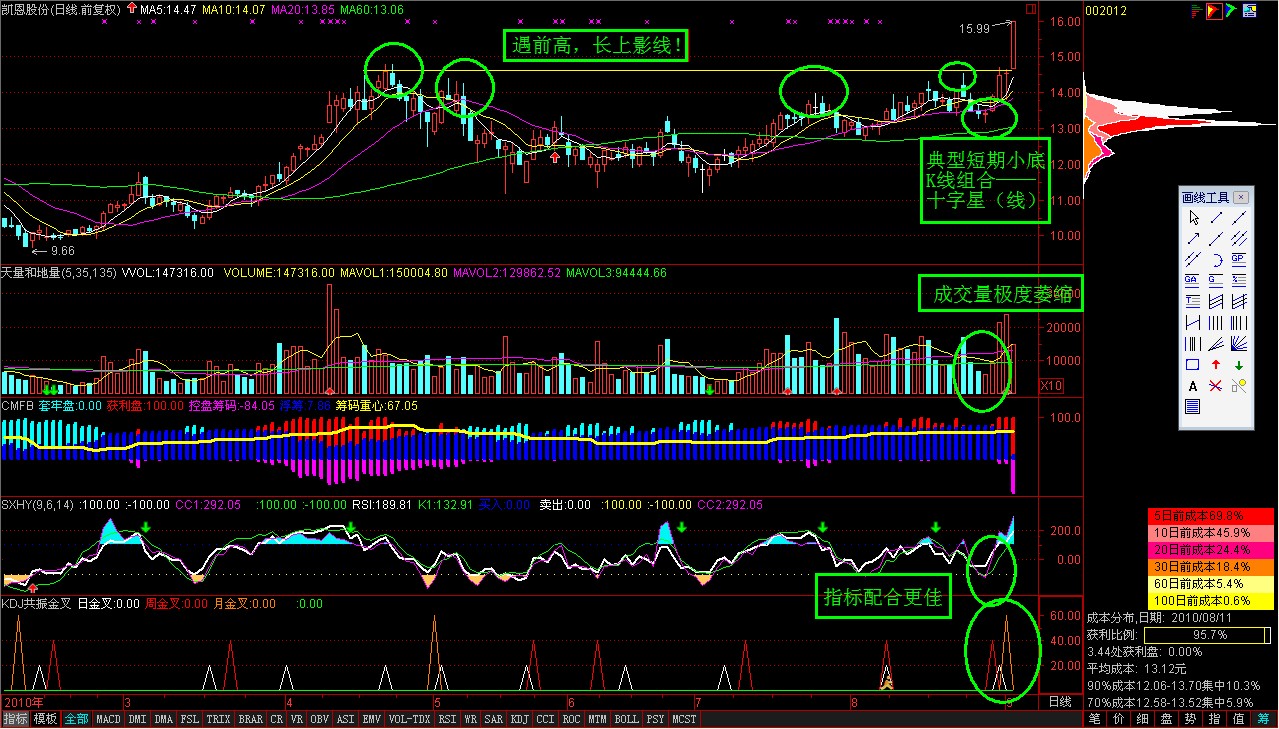 凯恩股份(日线.前复权) MA5:14.47 MA10:14.07 MA20:13.85 MA60:13.06
002012
16.00
15.99
15.00
14.00
13.00
12.00
11.00
10.00
遇前高，长上影线！
典型短期小底
K线组合——
十字星（线）
9.66
天量和地量(5,35,135) VVOL:147316.00 VOLUME:147316.00 MAVOL1:150004.80 MAVOL2:129862.52 MAVOL3:94444.66
成交量极度萎缩
20000
10000
X10
CMFB 套牢盘:0.00 获利盘:100.00 控盘筹码:-84.05 浮筹:7.66 筹码重心:67.05
100.0
SXHY(9,6,14) :100.00 :-100.00 CC1:292.05 :100.00 :-100.00 RSI:189.81 K1:132.91 买入:0.00 卖出:0.00 :100.00 :-100.00 CC2:292.05
200.0
0.00
指标配合更佳
KDJ共振金叉 日金叉:0.00 周金叉:0.00 月金叉:0.00 :0.00
60.00
40.00
20.00
2010年 3 4 5 6 7 8 9 日线
指标 模板 全部 MACD DMI DMA FSL TRIX BRAR CR VR OBV ASI EMV VOL-TDX RSI WR SAR KDJ CCI ROC MTM BOLL PSY MCST
画线工具
GP
GA
G
T
A
5日前成本69.8%
10日前成本45.9%
20日前成本24.4%
30日前成本18.4%
60日前成本5.4%
100日前成本0.6%
成本分布,日期: 2010/08/11
获利比例: 95.7%
3.44处获利盘: 0.00%
平均成本: 13.12元
90%成本12.06-13.70集中10.3%
70%成本12.58-13.52集中5.9%
笔 价 细 盘 势 指 值 筹